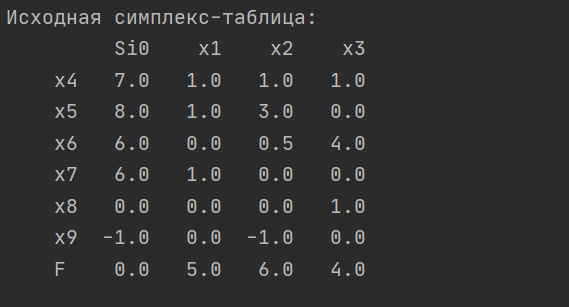 Исходная симплекс-таблица:
Si0 x1 x2 x3
x4 7.0 1.0 1.0 1.0
x5 8.0 1.0 3.0 0.0
x6 6.0 0.0 0.5 4.0
x7 6.0 1.0 0.0 0.0
x8 0.0 0.0 0.0 1.0
x9 -1.0 0.0 -1.0 0.0
F 0.0 5.0 6.0 4.0